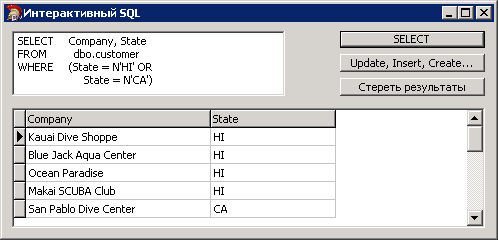 Интерактивный SQL
SELECT Company, State
FROM dbo.customer
WHERE (State = N'HI' OR
State = N'CA')
SELECT
Update, Insert, Create...
Стереть результаты
Company State
Kauai Dive Shoppe HI
Blue Jack Aqua Center HI
Ocean Paradise HI
Makai SCUBA Club HI
San Pablo Dive Center CA